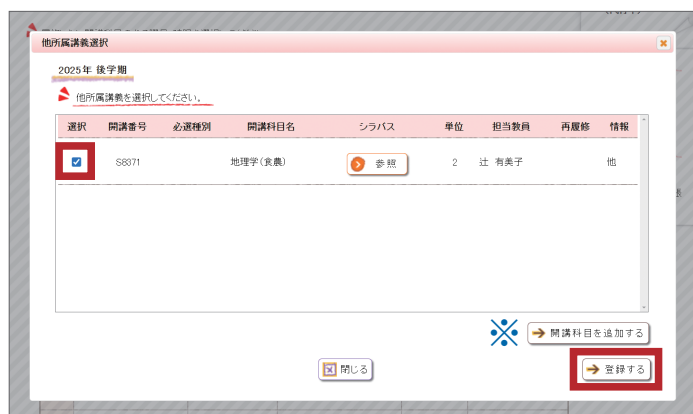 他所属講義選択
2025年 後学期
他所属講義を選択してください。
選択 開講番号 必選種別 開講科目名 シラバス 単位 担当教員 再履修 情報
S8371 地理学(食農) 参照 2 辻 有美子 他
※ 開講科目を追加する
閉じる 登録する